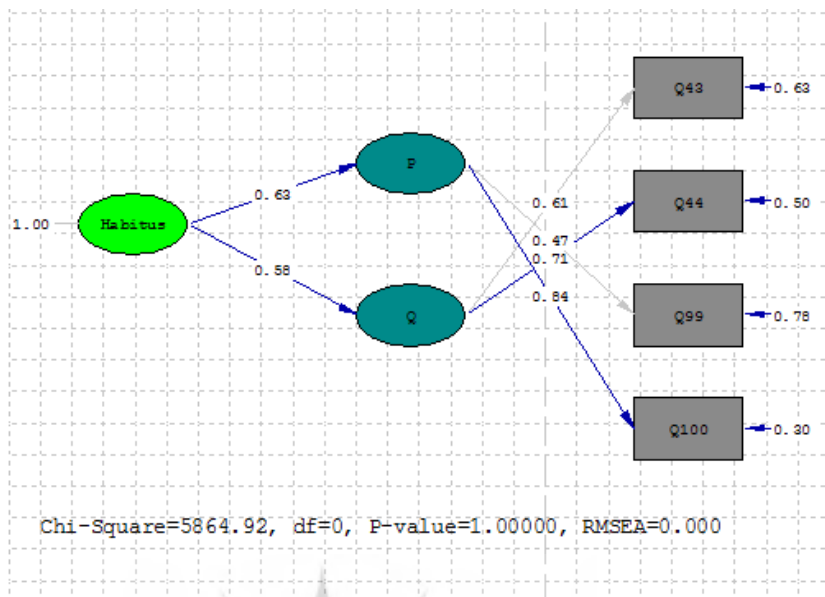 Q43
0.63
P
0.63
0.61
Q44
0.50
1.00
Habitus
0.47
0.71
0.58
0.84
Q
Q99
0.78
Q100
0.30
Chi-Square=5864.92, df=0, P-value=1.00000, RMSEA=0.000